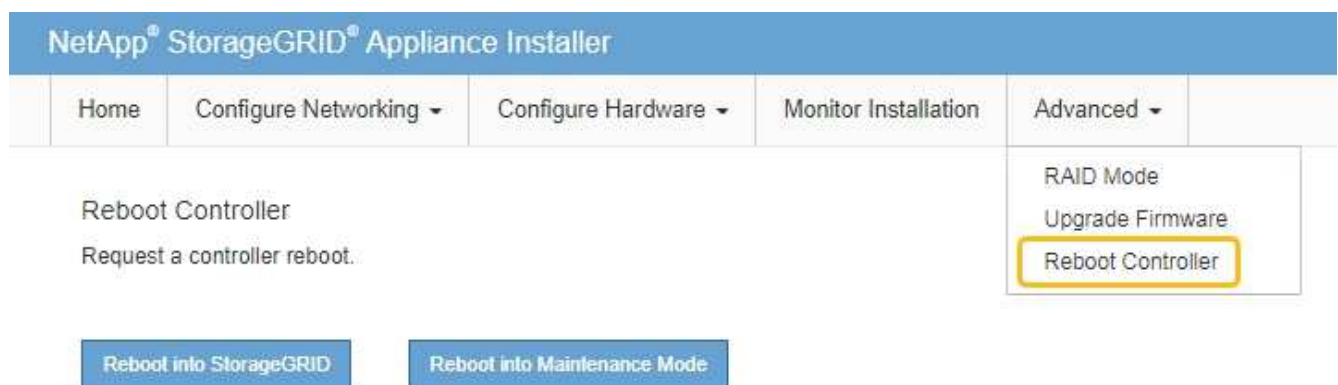 NetApp® StorageGRID® Appliance Installer
Home Configure Networking Configure Hardware Monitor Installation Advanced
RAID Mode
Upgrade Firmware
Reboot Controller
Reboot Controller
Request a controller reboot.
Reboot into StorageGRID Reboot into Maintenance Mode